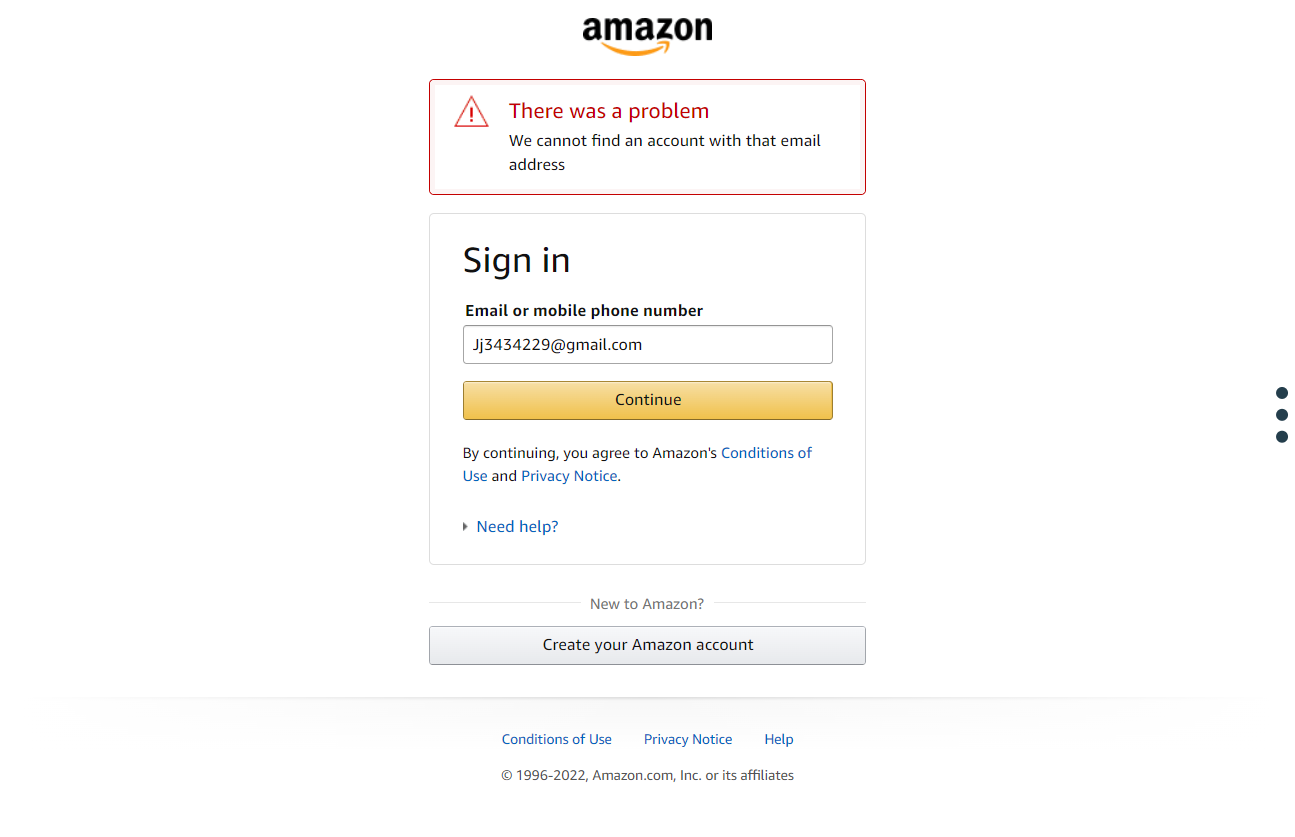 amazon
There was a problem
We cannot find an account with that email
address
Sign in
Email or mobile phone number
Jj3434229@gmail.com
Continue
By continuing, you agree to Amazon's Conditions of
Use and Privacy Notice.
Need help?
New to Amazon?
Create your Amazon account
Conditions of Use Privacy Notice Help
© 1996-2022, Amazon.com, Inc. or its affiliates